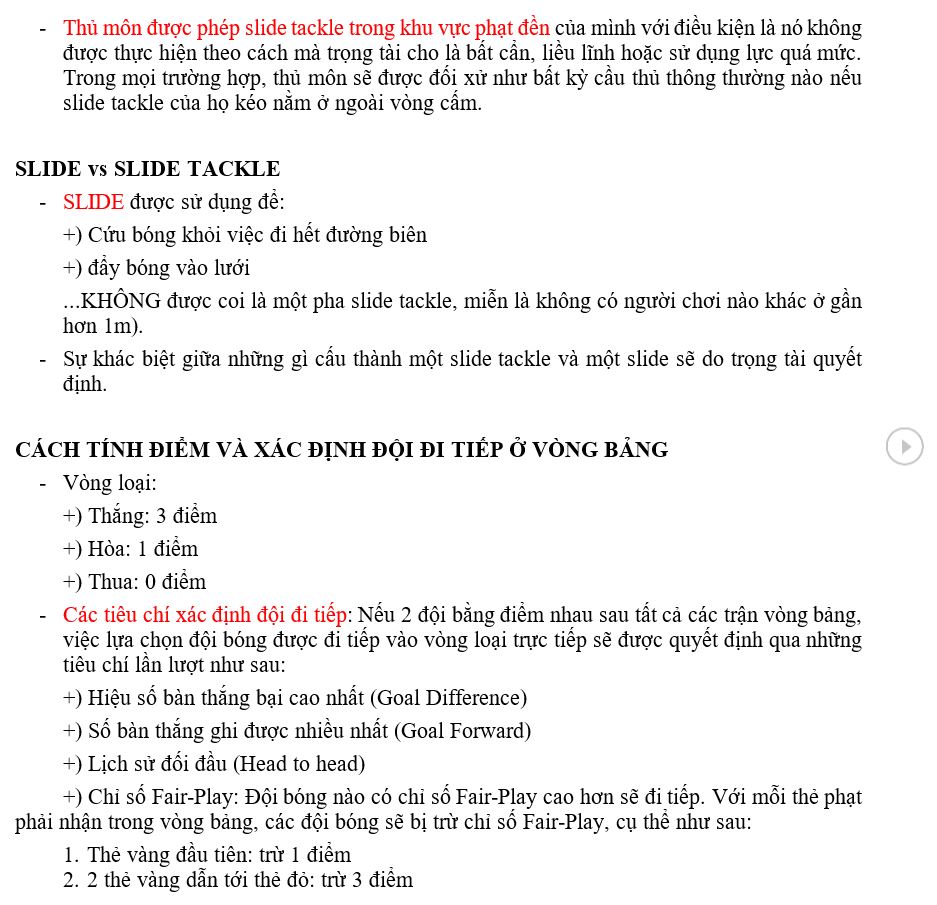 - Thủ môn được phép slide tackle trong khu vực phạt đền của mình với điều kiện là nó không
được thực hiện theo cách mà trọng tài cho là bất cẩn, liều lĩnh hoặc sử dụng lực quá mức.
Trong mọi trường hợp, thủ môn sẽ được đối xử như bất kỳ cầu thủ thông thường nào nếu
slide tackle của họ kéo nằm ở ngoài vòng cấm.
SLIDE vs SLIDE TACKLE
- SLIDE được sử dụng để:
+) Cứu bóng khỏi việc đi hết đường biên
+) đẩy bóng vào lưới
...KHÔNG được coi là một pha slide tackle, miễn là không có người chơi nào khác ở gần
hơn 1m).
- Sự khác biệt giữa những gì cấu thành một slide tackle và một slide sẽ do trọng tài quyết
định.
CÁCH TÍNH ĐIỂM VÀ XÁC ĐỊNH ĐỘI ĐI TIẾP Ở VÒNG BẢNG
- Vòng loại:
+) Thắng: 3 điểm
+) Hòa: 1 điểm
+) Thua: 0 điểm
- Các tiêu chí xác định đội đi tiếp: Nếu 2 đội bằng điểm nhau sau tất cả các trận vòng bảng,
việc lựa chọn đội bóng được đi tiếp vào vòng loại trực tiếp sẽ được quyết định qua những
tiêu chí lần lượt như sau:
+) Hiệu số bàn thắng bại cao nhất (Goal Difference)
+) Số bàn thắng ghi được nhiều nhất (Goal Forward)
+) Lịch sử đối đầu (Head to head)
+) Chỉ số Fair-Play: Đội bóng nào có chỉ số Fair-Play cao hơn sẽ đi tiếp. Với mỗi thẻ phạt
phải nhận trong vòng bảng, các đội bóng sẽ bị trừ chỉ số Fair-Play, cụ thể như sau:
1. Thẻ vàng đầu tiên: trừ 1 điểm
2. 2 thẻ vàng dẫn tới thẻ đỏ: trừ 3 điểm